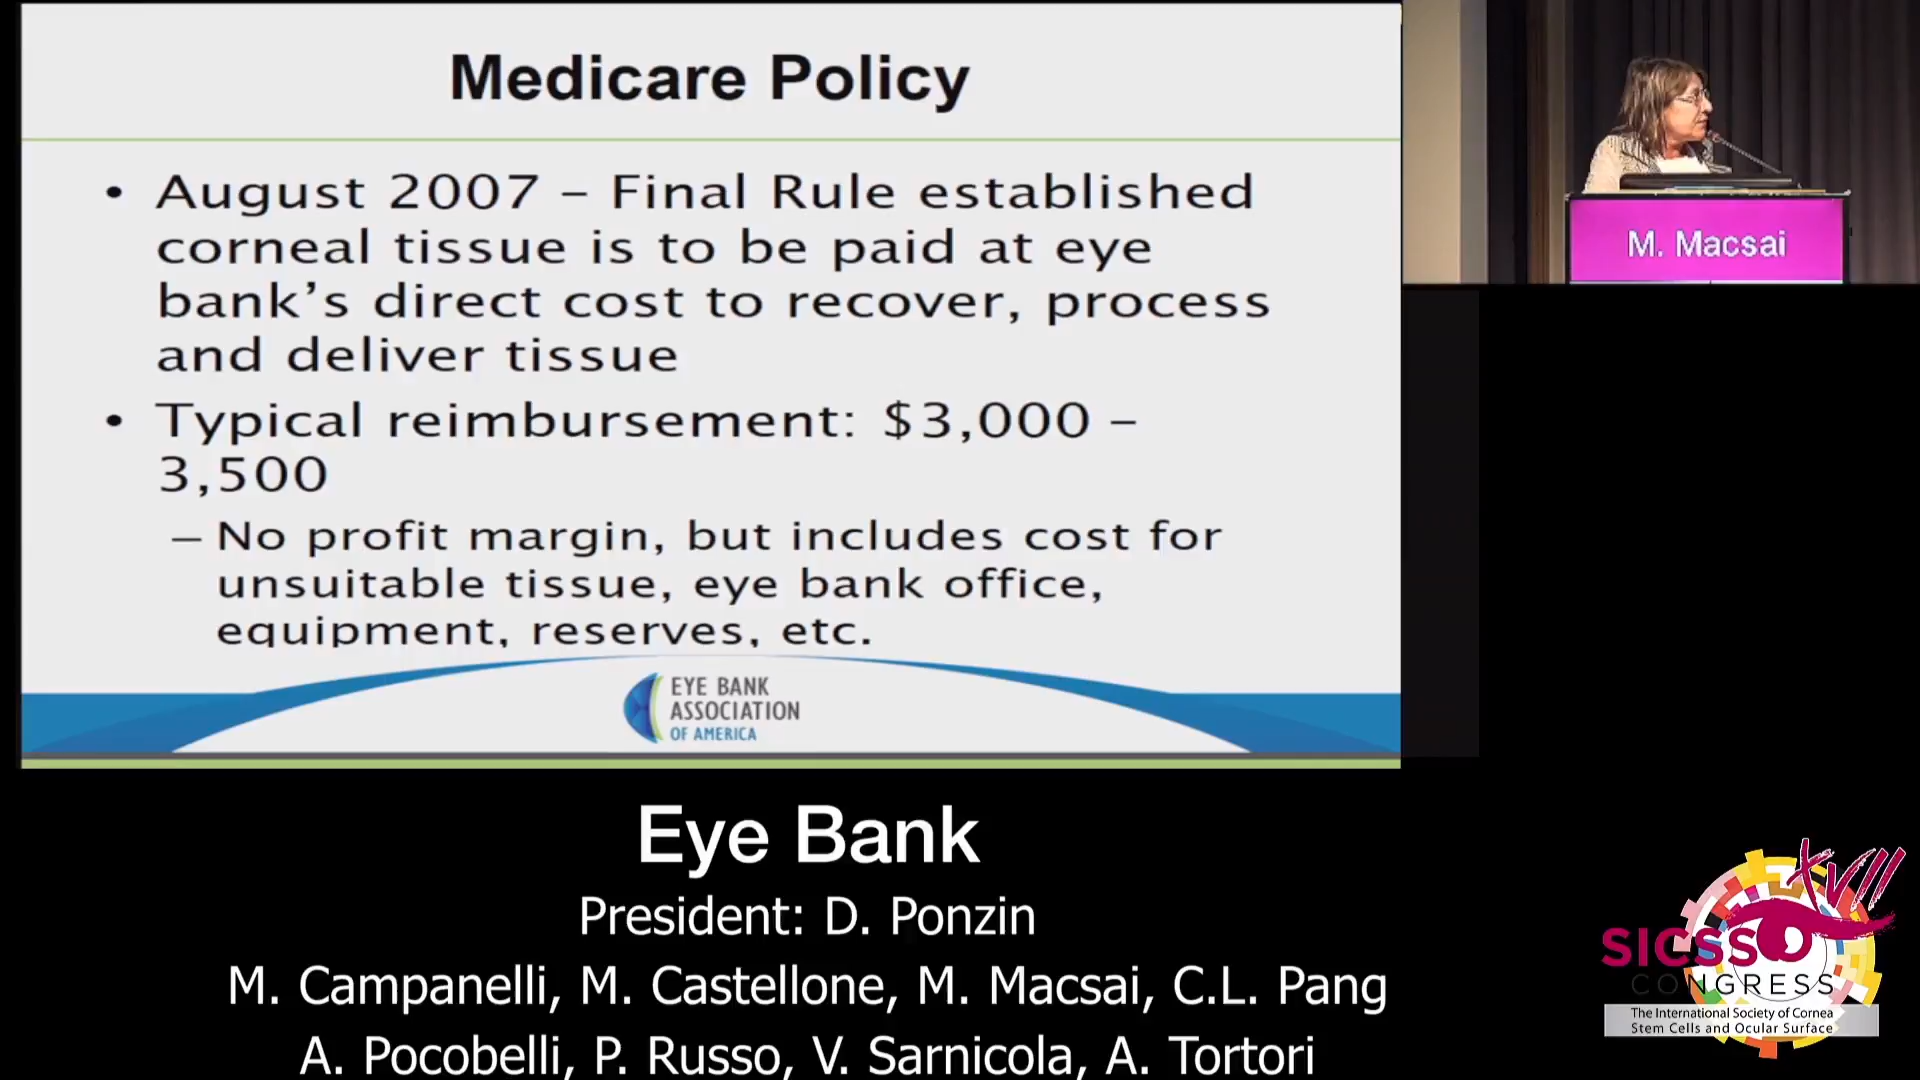 Medicare Policy
• August 2007 – Final Rule established
corneal tissue is to be paid at eye
bank’s direct cost to recover, process
and deliver tissue
• Typical reimbursement: $3,000 –
3,500
– No profit margin, but includes cost for
unsuitable tissue, eye bank office,
equipment, reserves, etc.
EYE BANK
ASSOCIATION
OF AMERICA
M. Macsai
Eye Bank
President: D. Ponzin
M. Campanelli, M. Castellone, M. Macsai, C.L. Pang
A. Pocobelli, P. Russo, V. Sarnicola, A. Tortori
XVII
SICSSO
CONGRESS
The International Society of Cornea
Stem Cells and Ocular Surface